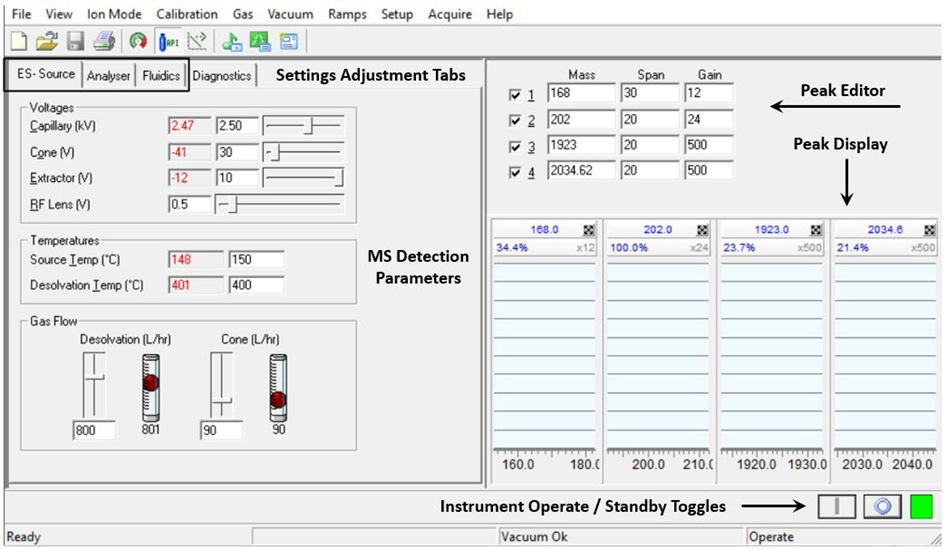 File View Ion Mode Calibration Gas Vacuum Ramps Setup Acquire Help
API
ES- Source Analyser Fluidics Diagnostics Settings Adjustment Tabs
Voltages
Capillary (kV) 2.47 2.50
Cone (V) -41 30
Extractor (V) -12 10
RF Lens (V) 0.5
Temperatures
Source Temp (°C) 148 150
Desolvation Temp (°C) 401 400
MS Detection
Parameters
Gas Flow
Desolvation (L/hr) Cone (L/hr)
800 801 90 90
Mass Span Gain
1 168 30 12
2 202 20 24
3 1923 20 500
4 2034.62 20 500
Peak Editor
Peak Display
168.0 202.0 1923.0 2034.6
34.4% x12 100.0% x24 23.7% x500 21.4% x500
160.0 180.0 200.0 210.0 1920.0 1930.0 2030.0 2040.0
Instrument Operate / Standby Toggles
Ready Vacuum Ok Operate